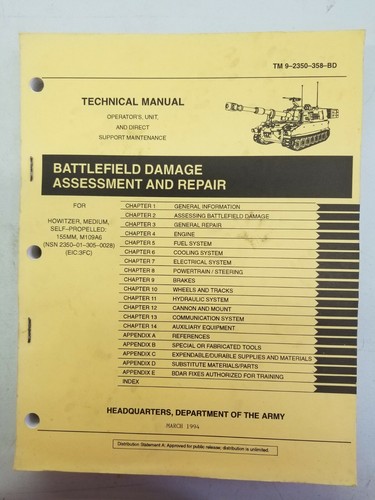 TM 9-2350-358-BD
TECHNICAL MANUAL
OPERATOR'S, UNIT,
AND DIRECT
SUPPORT MAINTENANCE
BATTLEFIELD DAMAGE
ASSESSMENT AND REPAIR
FOR
HOWITZER, MEDIUM,
SELF-PROPELLED:
155MM, M109A6
(NSN 2350-01-305-0028)
(EIC:3FC)
CHAPTER 1 GENERAL INFORMATION
CHAPTER 2 ASSESSING BATTLEFIELD DAMAGE
CHAPTER 3 GENERAL REPAIR
CHAPTER 4 ENGINE
CHAPTER 5 FUEL SYSTEM
CHAPTER 6 COOLING SYSTEM
CHAPTER 7 ELECTRICAL SYSTEM
CHAPTER 8 POWERTRAIN / STEERING
CHAPTER 9 BRAKES
CHAPTER 10 WHEELS AND TRACKS
CHAPTER 11 HYDRAULIC SYSTEM
CHAPTER 12 CANNON AND MOUNT
CHAPTER 13 COMMUNICATION SYSTEM
CHAPTER 14 AUXILIARY EQUIPMENT
APPENDIX A REFERENCES
APPENDIX B SPECIAL OR FABRICATED TOOLS
APPENDIX C EXPENDABLE/DURABLE SUPPLIES AND MATERIALS
APPENDIX D SUBSTITUTE MATERIALS/PARTS
APPENDIX E BDAR FIXES AUTHORIZED FOR TRAINING
INDEX
HEADQUARTERS, DEPARTMENT OF THE ARMY
MARCH 1994
Distribution Statement A: Approved for public release; distribution is unlimited.